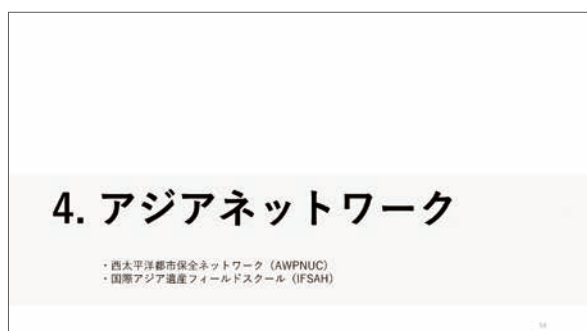 4. アジアネットワーク
・西太平洋都市保全ネットワーク（AWPNUC）
・国際アジア遺産フィールドスクール（IFSAH）